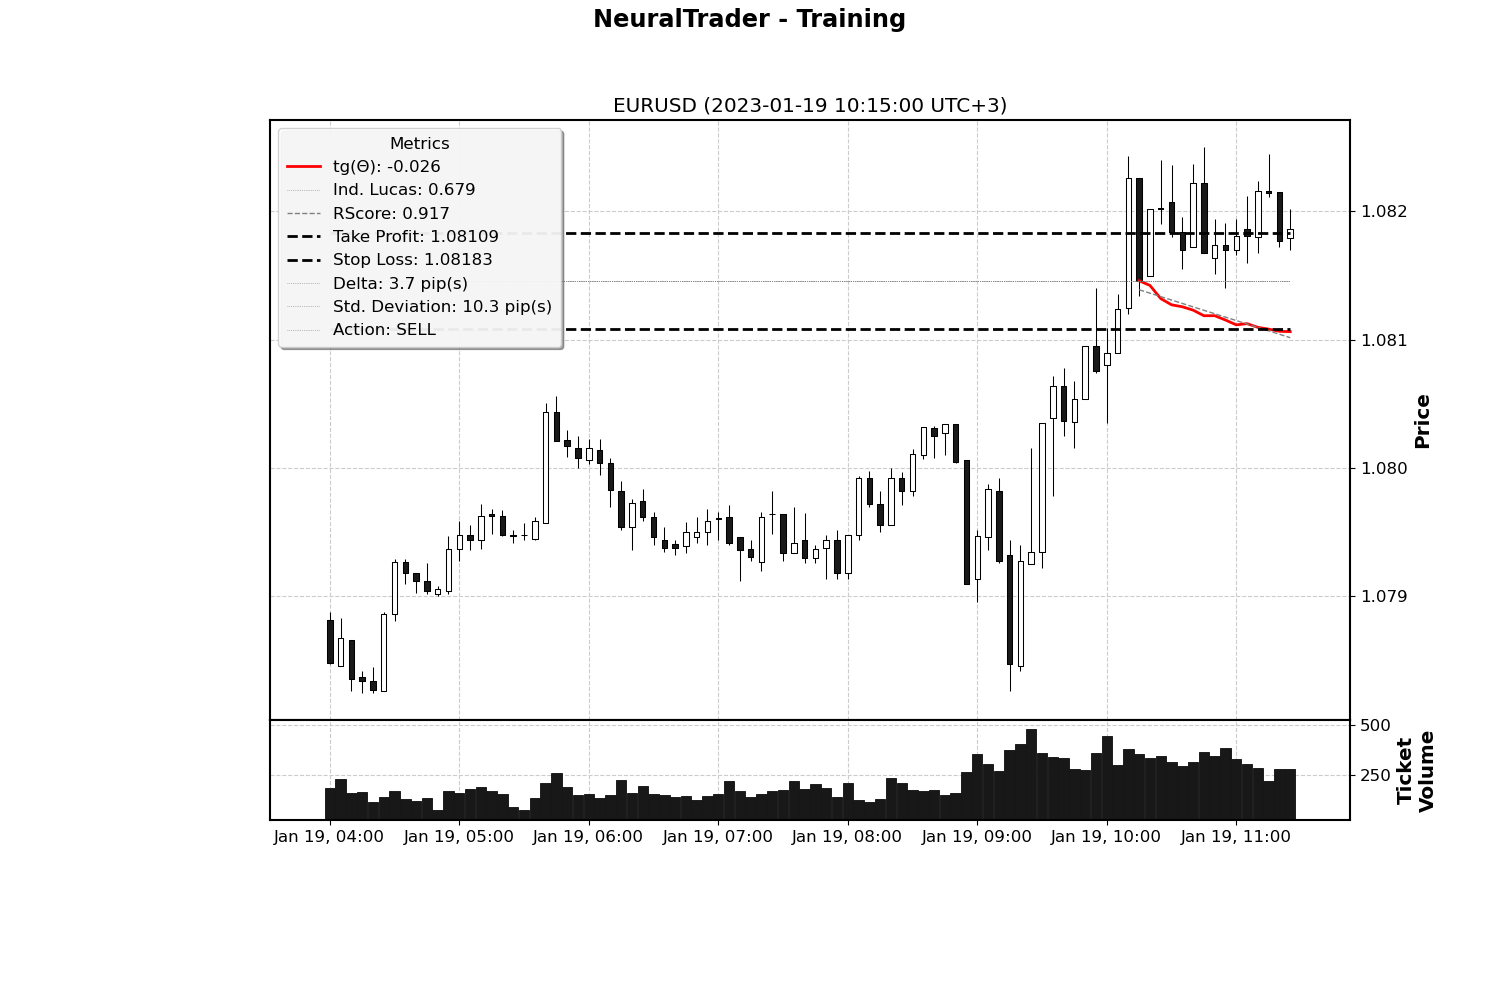 NeuralTrader - Training
EURUSD (2023-01-19 10:15:00 UTC+3)
Metrics
tg(Θ): -0.026
Ind. Lucas: 0.679
RScore: 0.917
Take Profit: 1.08109
Stop Loss: 1.08183
Delta: 3.7 pip(s)
Std. Deviation: 10.3 pip(s)
Action: SELL
1.082
1.081
1.080
1.079
Price
500
250
Ticket
Volume
Jan 19, 04:00 Jan 19, 05:00 Jan 19, 06:00 Jan 19, 07:00 Jan 19, 08:00 Jan 19, 09:00 Jan 19, 10:00 Jan 19, 11:00